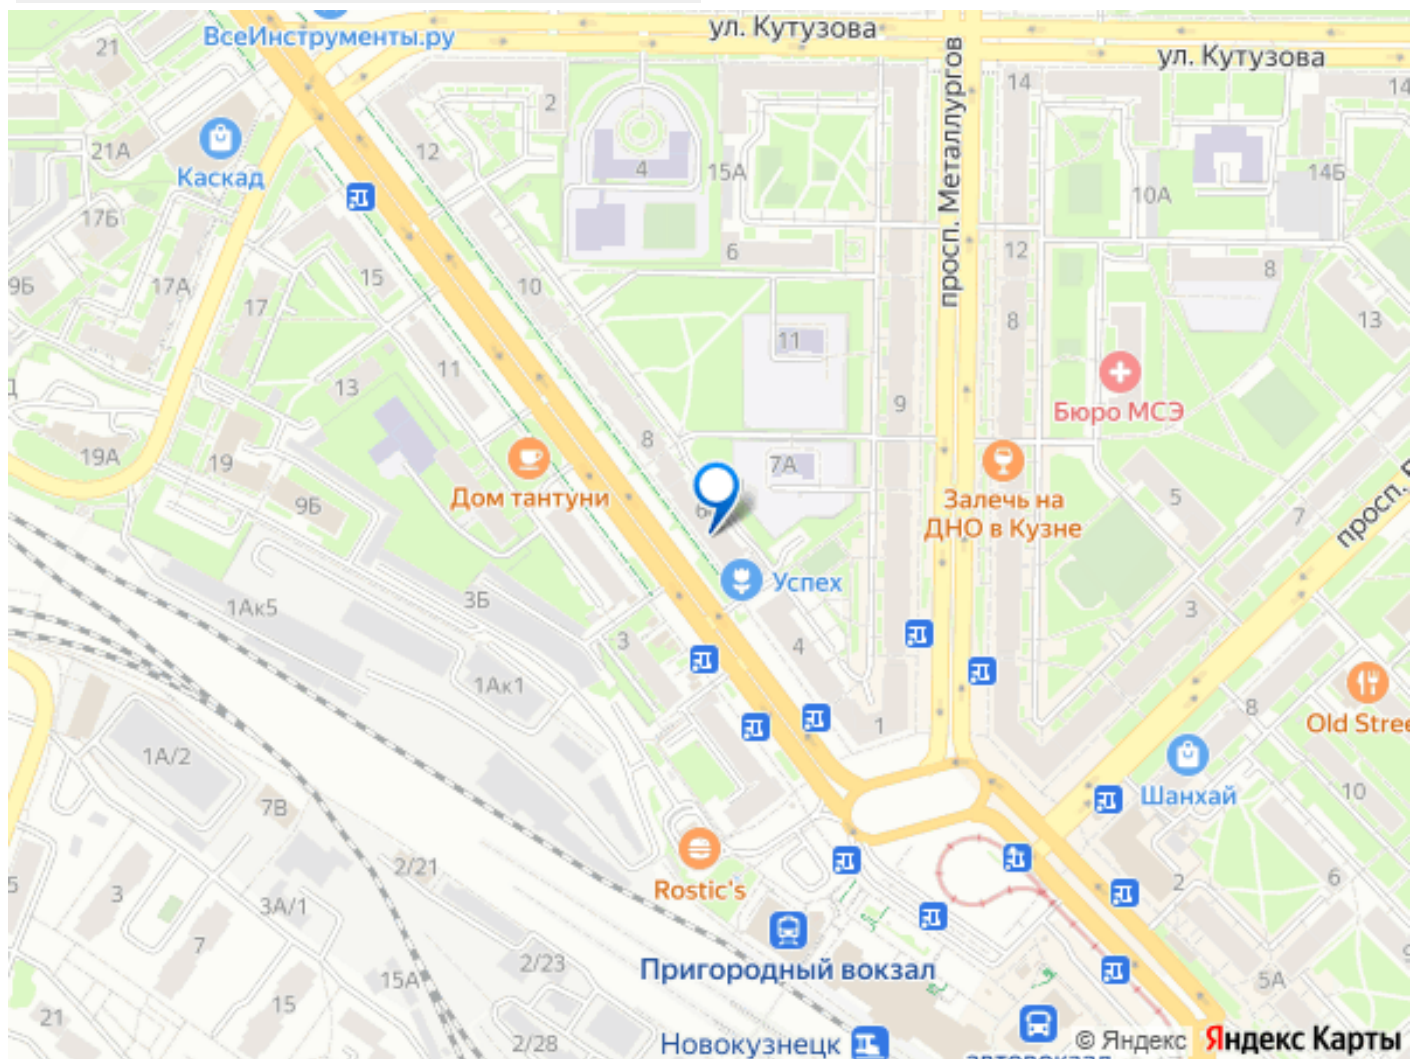 ул. Кутузова
ВсеИнструменты.ру
ул. Кутузова
21
14
14
2
12
21А
Каскад
4
15А
просп. Металлургов
10А
14Б
17Б
6
12
8
9Б
17А
15
10
17
11
8
13
11
13
9
Бюро МСЭ
8
19А
19
7А
Дом тантуни
Залечь на
ДНО в Кузне
5
7
просп.
9Б
Успех
1Ак5
3Б
3
3
4
1Ак1
8
Old Stree
1
1А/2
Шанхай
10
7В
2/21
Rostic's
2
6
3
3А/1
7
Пригородный вокзал
2/23
15А
5А
15
21
2/28
Новокузнецк
© Яндекс
Яндекс Карты